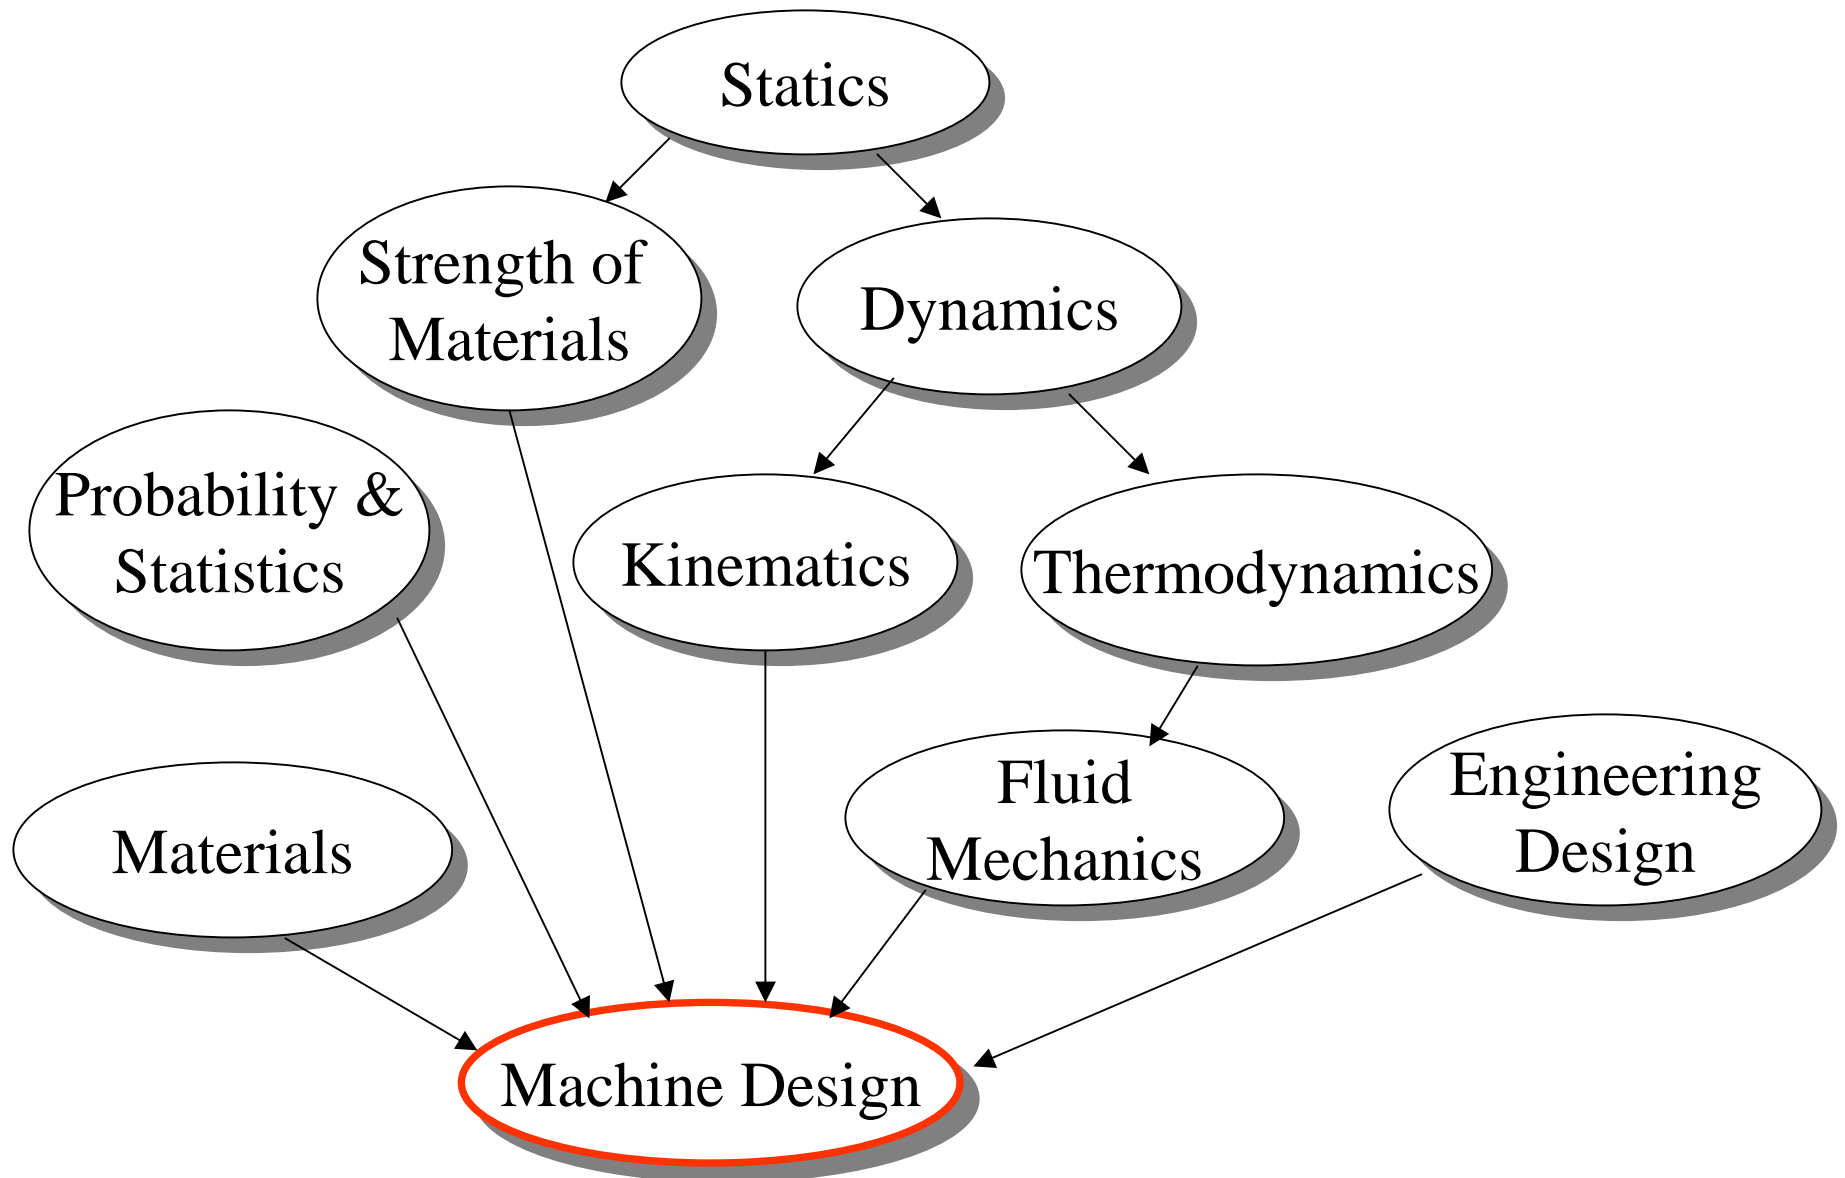 Statics
Strength of
Materials
Dynamics
Probability &
Statistics
Kinematics
Thermodynamics
Materials
Fluid
Mechanics
Engineering
Design
Machine Design